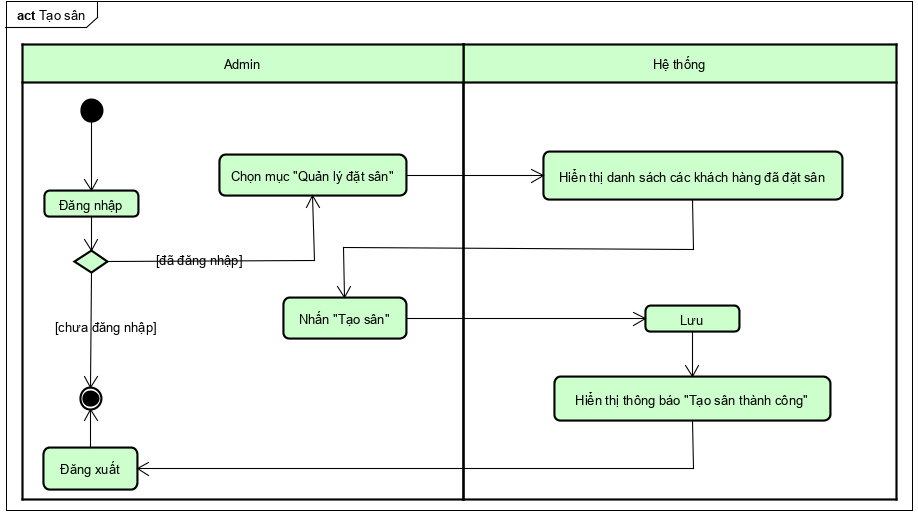 act Tạo sân
Admin
Hệ thống
Chọn mục "Quản lý đặt sân"
Hiển thị danh sách các khách hàng đã đặt sân
Đăng nhập
[đã đăng nhập]
Nhấn "Tạo sân"
Lưu
[chưa đăng nhập]
Hiển thị thông báo "Tạo sân thành công"
Đăng xuất